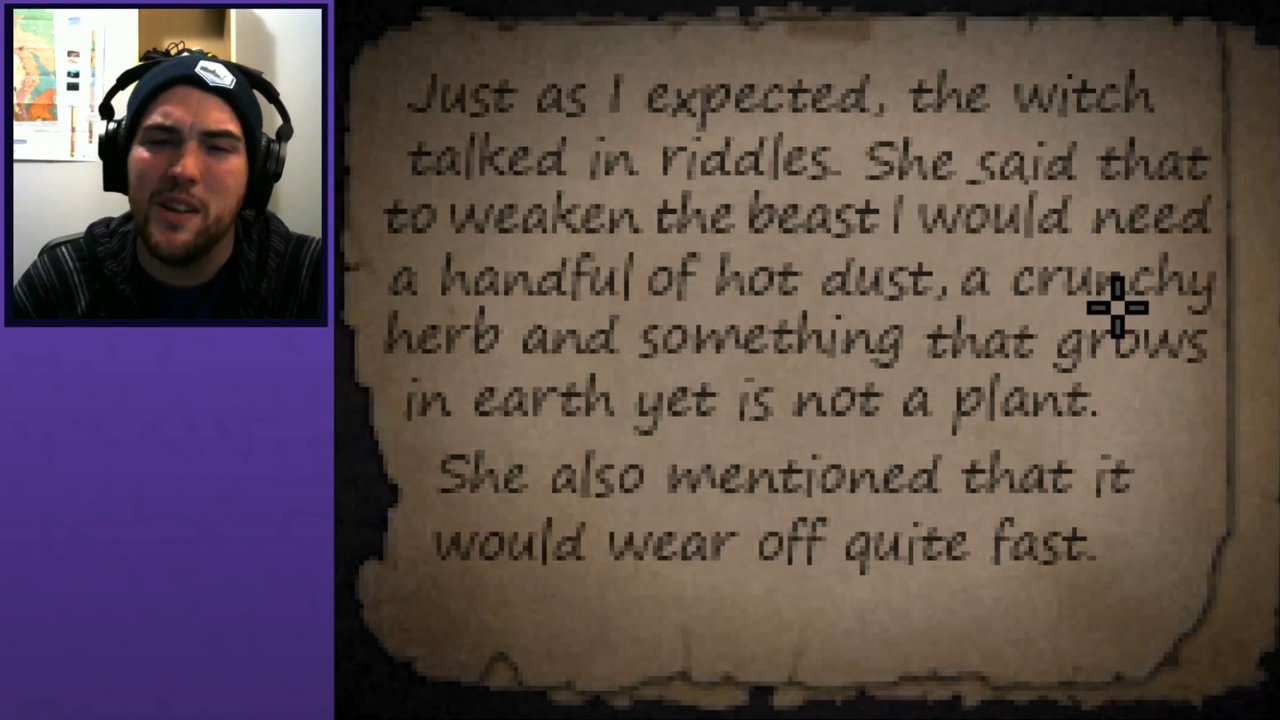 Just as I expected, the witch
talked in riddles. She said that
to weaken the beast I would need
a handful of hot dust, a crunchy
herb and something that grows
in earth yet is not a plant.
She also mentioned that it
would wear off quite fast.